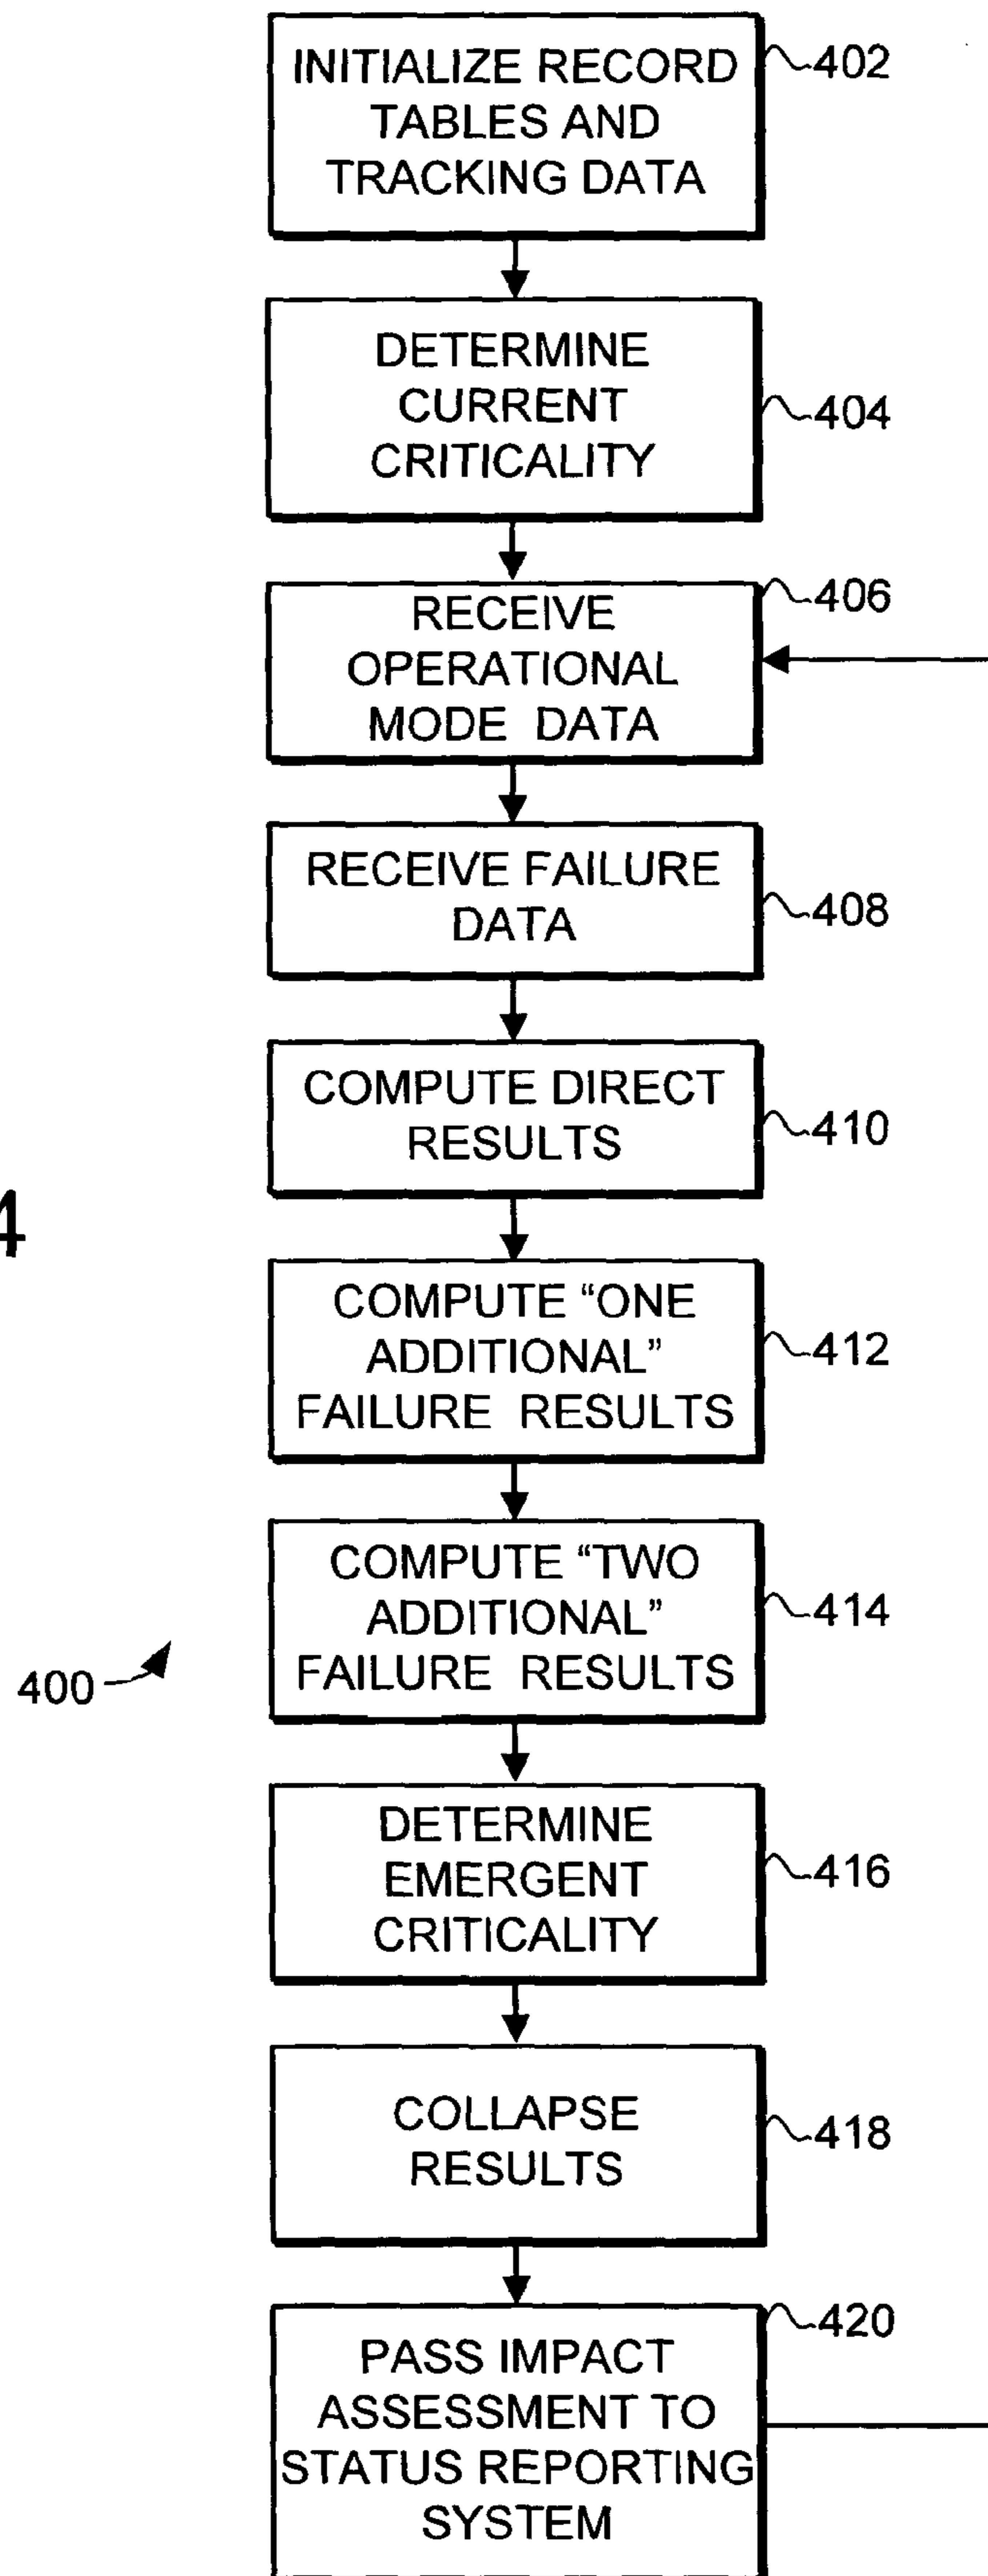 INITIALIZE RECORD
TABLES AND
TRACKING DATA
402
DETERMINE
CURRENT
CRITICALITY
404
RECEIVE
OPERATIONAL
MODE DATA
406
RECEIVE FAILURE
DATA
408
COMPUTE DIRECT
RESULTS
410
4
COMPUTE “ONE
ADDITIONAL”
FAILURE RESULTS
412
COMPUTE “TWO
ADDITIONAL”
FAILURE RESULTS
414
400
DETERMINE
EMERGENT
CRITICALITY
416
COLLAPSE
RESULTS
418
PASS IMPACT
ASSESSMENT TO
STATUS REPORTING
SYSTEM
420